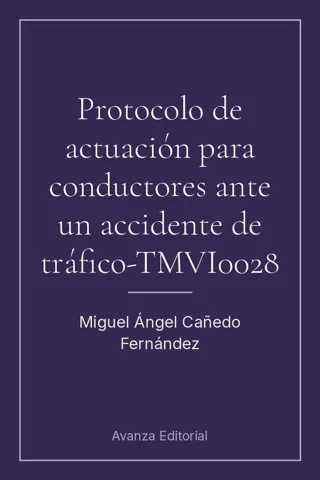 Protocolo de
actuación para
conductores ante
un accidente de
tráfico-TMVI0028
Miguel Ángel Cañedo
Fernández
Avanza Editorial